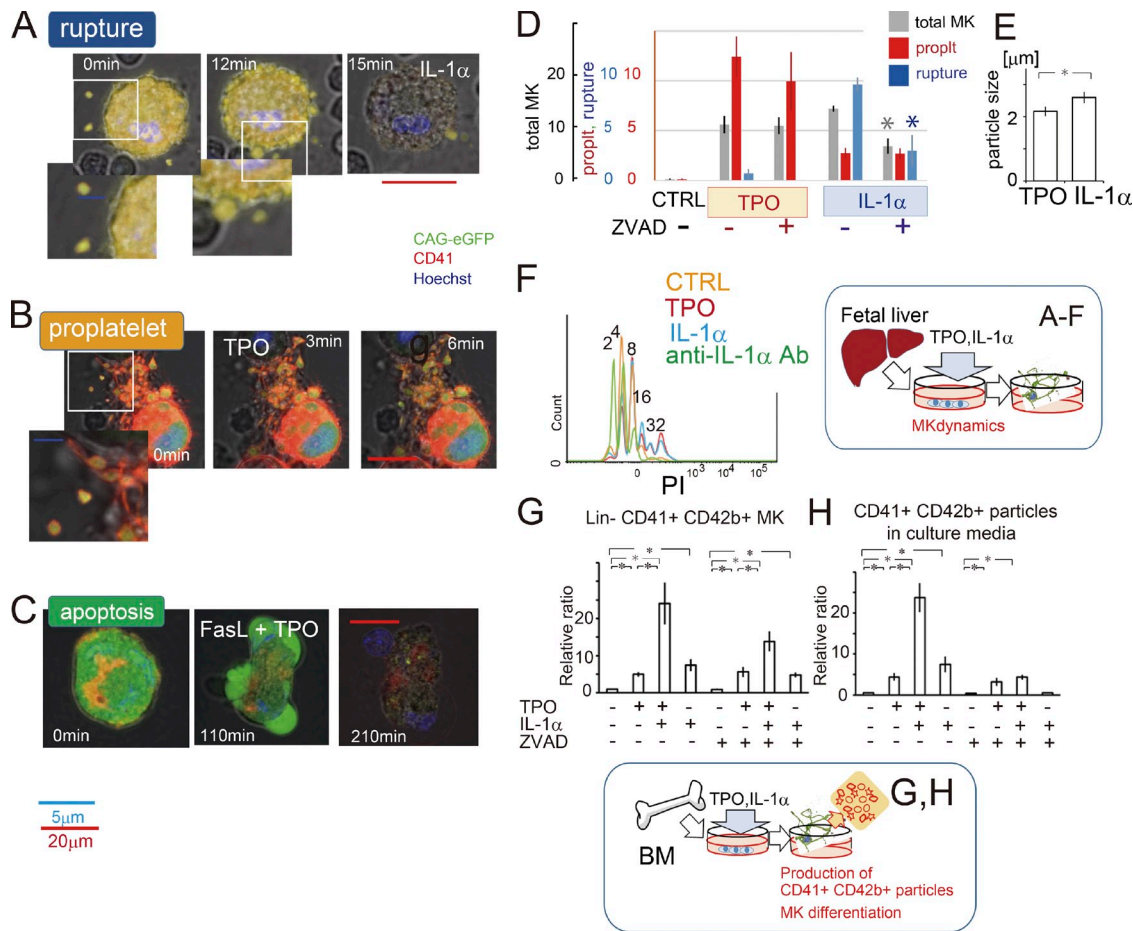 A
rupture
0min
12min
15min
IL-1α
CAG-eGFP
CD41
Hoechst
B
proplatelet
0min
TPO
3min
g
6min
C
apoptosis
0min
FasL + TPO
110min
210min
5μm
20μm
D
total MK
proplt
rupture
total MK
proplt, rupture
20
10
0
10
5
0
10
5
0
*
*
CTRL
TPO
IL-1α
ZVAD
-
-
+
-
+
E
[μm]
particle size
2
0
*
TPO IL-1α
F
CTRL
TPO
IL-1α
anti-IL-1α Ab
2
4
8
16
32
Count
0
10³
10⁴
10⁵
PI
A-F
Fetal liver
TPO,IL-1α
MKdynamics
G
Lin- CD41+ CD42b+ MK
Relative ratio
20
10
0
* * * * * * * *
TPO - + + - - + + -
IL-1α - - + + - - + +
ZVAD - - - - + + + +
H
CD41+ CD42b+ particles
in culture media
Relative ratio
30
20
10
0
* * * * * *
- + + - - + + -
- - + + - - + +
- - - - + + + +
G,H
TPO,IL-1α
BM
Production of
CD41+ CD42b+ particles
MK differentiation